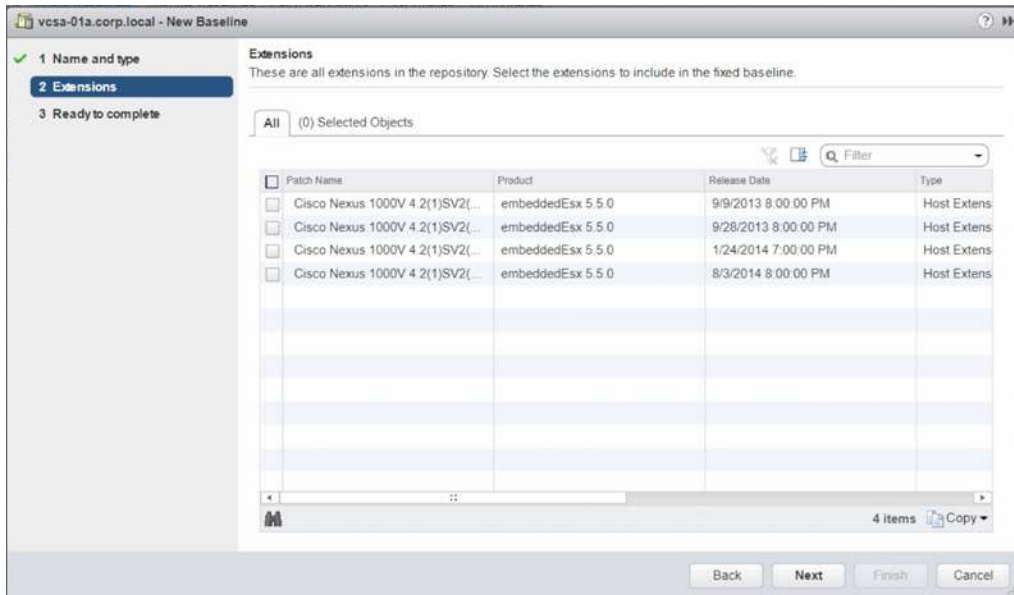 vcsa-01a.corp.local - New Baseline
1 Name and type
2 Extensions
3 Ready to complete
Extensions
These are all extensions in the repository. Select the extensions to include in the fixed baseline.
All (0) Selected Objects
Filter
Patch Name Product Release Date Type
Cisco Nexus 1000V 4.2(1)SV2(... embeddedEsx 5.5.0 9/9/2013 8:00:00 PM Host Extens
Cisco Nexus 1000V 4.2(1)SV2(... embeddedEsx 5.5.0 9/28/2013 8:00:00 PM Host Extens
Cisco Nexus 1000V 4.2(1)SV2(... embeddedEsx 5.5.0 1/24/2014 7:00:00 PM Host Extens
Cisco Nexus 1000V 4.2(1)SV2(... embeddedEsx 5.5.0 8/3/2014 8:00:00 PM Host Extens
4 items Copy
Back Next Finish Cancel